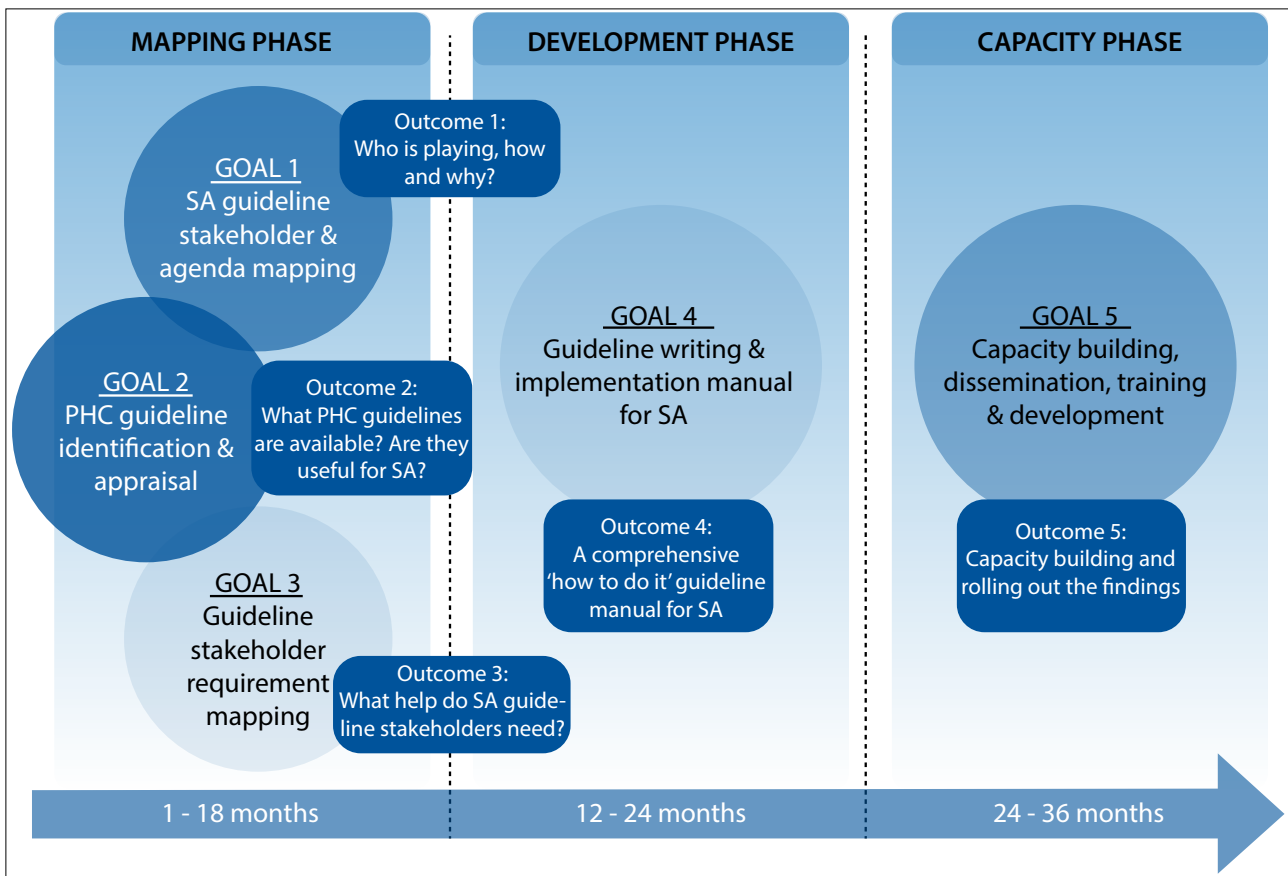 MAPPING PHASE
DEVELOPMENT PHASE
CAPACITY PHASE
GOAL 1
SA guideline
stakeholder &
agenda mapping
Outcome 1:
Who is playing, how
and why?
GOAL 2
PHC guideline
identification &
appraisal
Outcome 2:
What PHC guidelines
are available? Are they
useful for SA?
GOAL 3
Guideline
stakeholder
requirement
mapping
Outcome 3:
What help do SA guide-
line stakeholders need?
GOAL 4
Guideline writing &
implementation manual
for SA
Outcome 4:
A comprehensive
‘how to do it’ guideline
manual for SA
GOAL 5
Capacity building,
dissemination, training
& development
Outcome 5:
Capacity building and
rolling out the findings
1 - 18 months
12 - 24 months
24 - 36 months